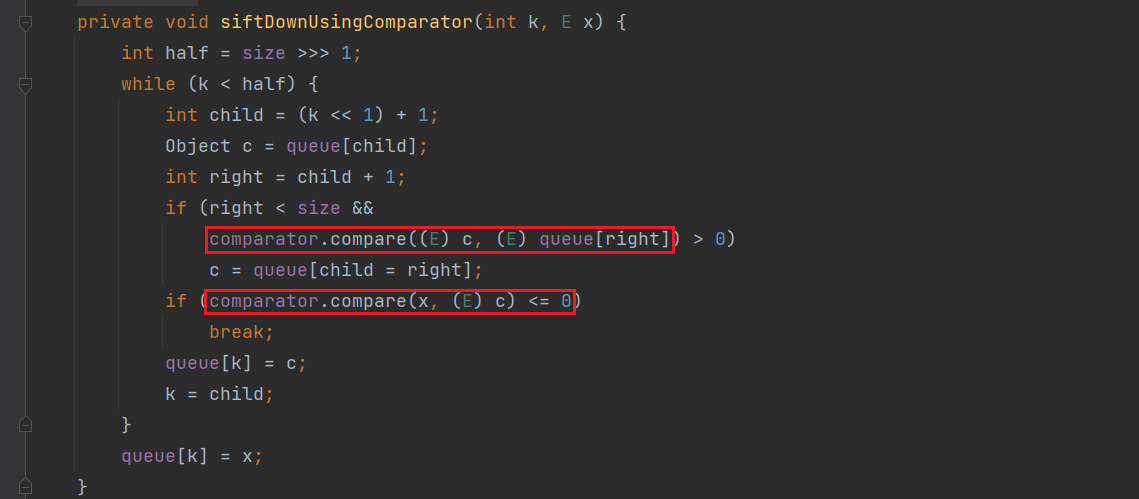 private void siftDownUsingComparator(int k, E x) {
int half = size >>> 1;
while (k < half) {
int child = (k << 1) + 1;
Object c = queue[child];
int right = child + 1;
if (right < size &&
comparator.compare((E) c, (E) queue[right]) > 0)
c = queue[child = right];
if (comparator.compare(x, (E) c) <= 0)
break;
queue[k] = c;
k = child;
}
queue[k] = x;
}